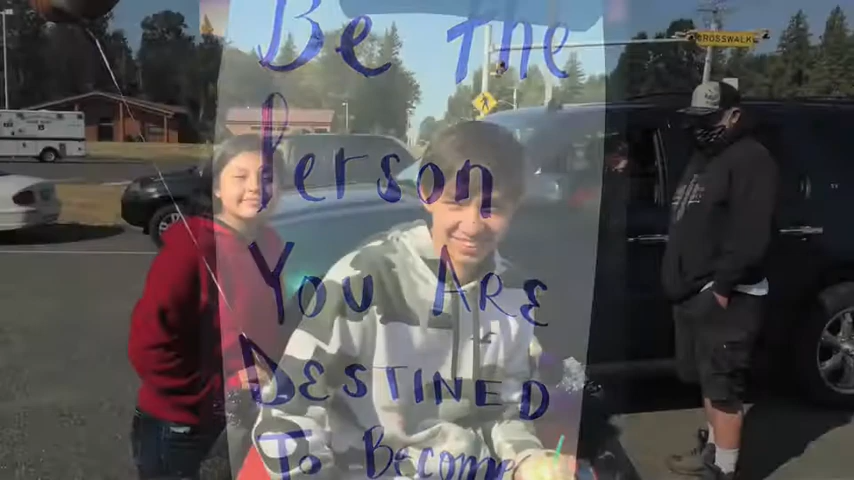 Be The
CROSSWALK
Person
You ARE
DESTINED
To Become